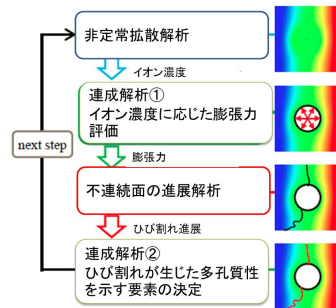 非定常拡散解析
イオン濃度
連成解析①
イオン濃度に応じた膨張力
評価
膨張力
next step
不連続面の進展解析
ひび割れ進展
連成解析②
ひび割れが生じた多孔質性
を示す要素の決定